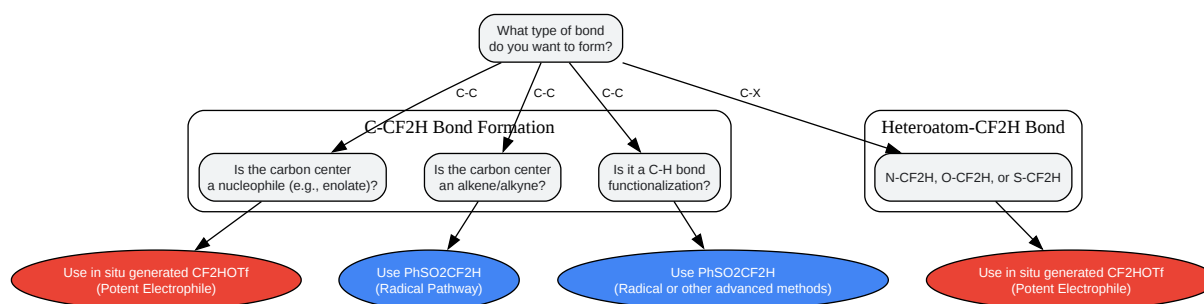 What type of bond
do you want to form?
C-C
C-C
C-C
C-X
C-CF2H Bond Formation
Heteroatom-CF2H Bond
Is the carbon center
a nucleophile (e.g., enolate)?
Is the carbon center
an alkene/alkyne?
Is it a C-H bond
functionalization?
N-CF2H, O-CF2H, or S-CF2H
Use in situ generated CF2HOTf
(Potent Electrophile)
Use PhSO2CF2H
(Radical Pathway)
Use PhSO2CF2H
(Radical or other advanced methods)
Use in situ generated CF2HOTf
(Potent Electrophile)